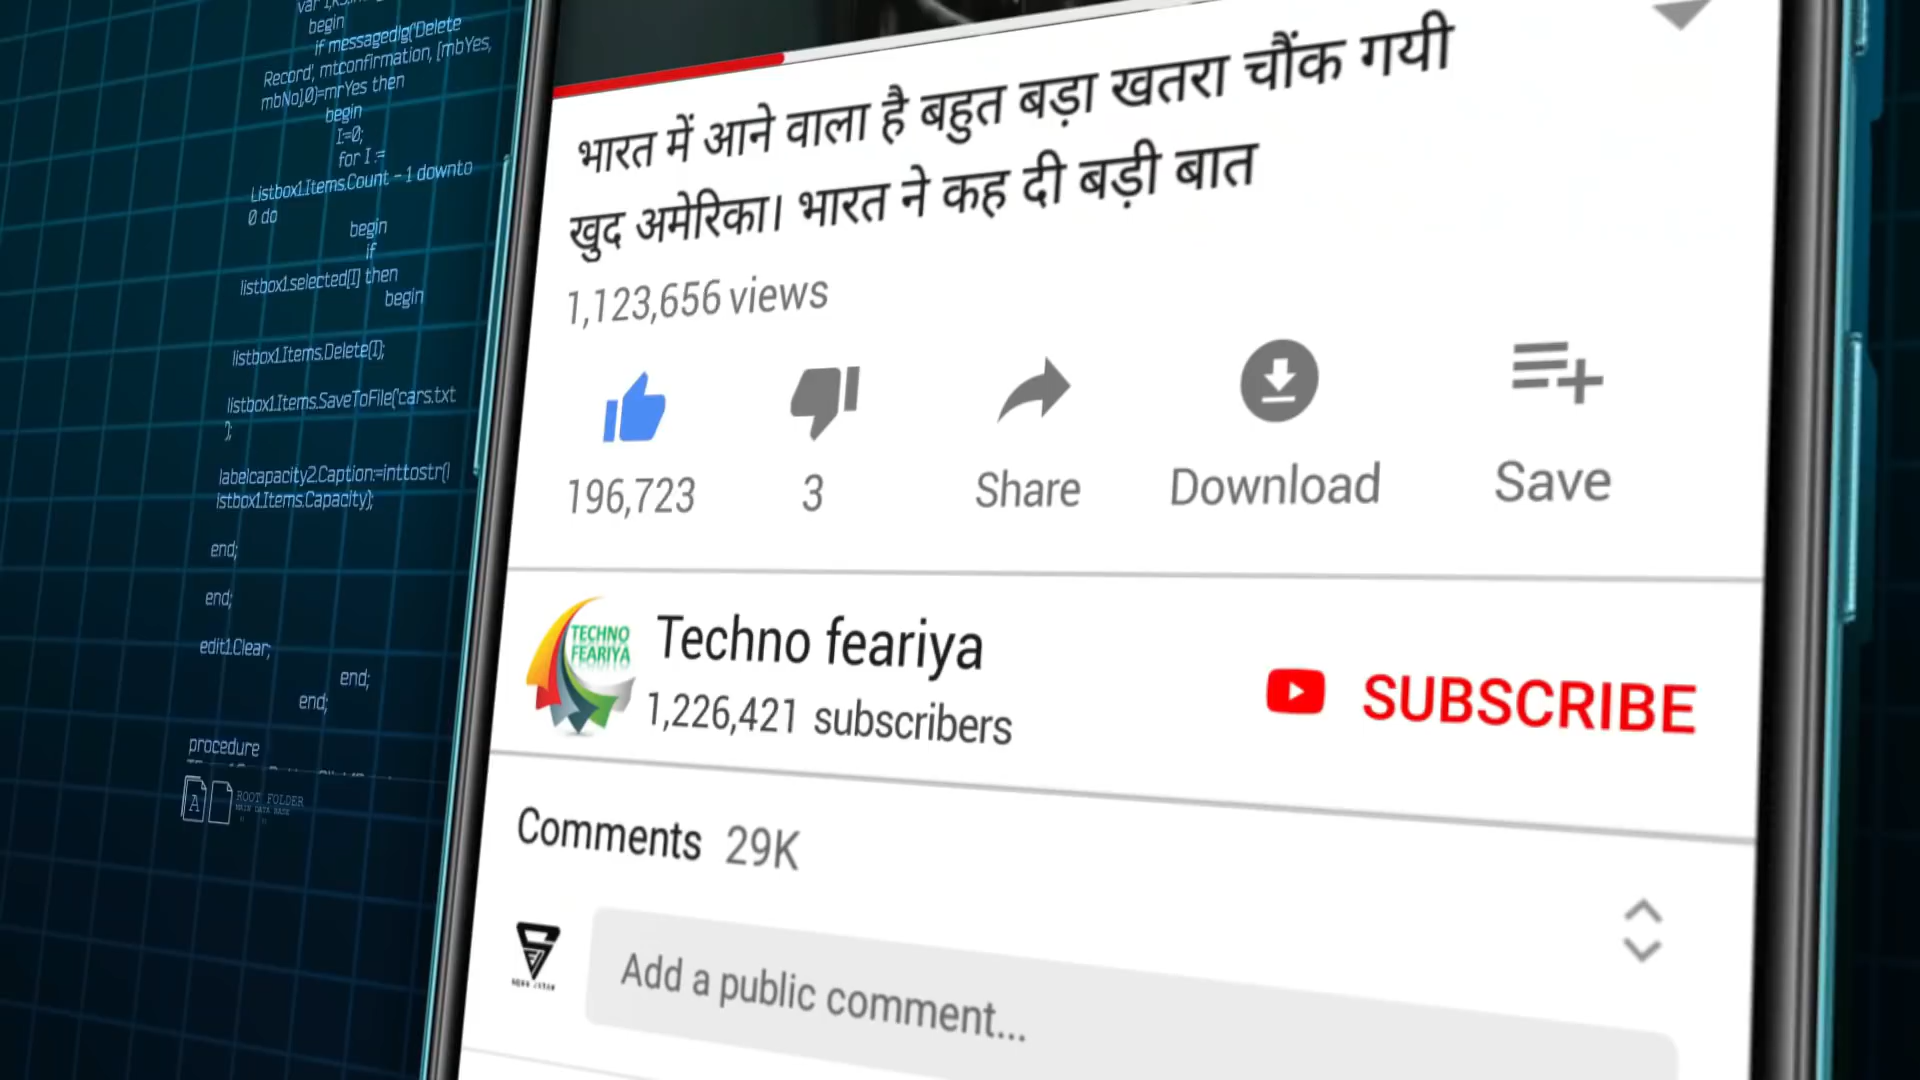 var
begin
if messagedlg('Delete
Record', mtconfirmation, [mbYes,
mbNo],0)=mrYes then
begin
I:=0;
for I :=
Listbox1.Items.Count - 1 downto
0 do
begin
if
listbox1.selected[I] then
begin
listbox1.Items.Delete(I);
listbox1.Items.SaveToFile('cars.txt
');
labelcapacity2.Caption:=inttostr(l
istbox1.Items.Capacity);
end;
end;
edit1.Clear;
end;
end;
procedure
A
ROOT FOLDER
MAIN DATA BASE
भारत में आने वाला है बहुत बड़ा खतरा चौंक गयी
खुद अमेरिका। भारत ने कह दी बड़ी बात
1,123,656 views
196,723
3
Share
Download
Save
TECHNO
FEARIYA
Techno feariya
1,226,421 subscribers
SUBSCRIBE
Comments 29K
Add a public comment...